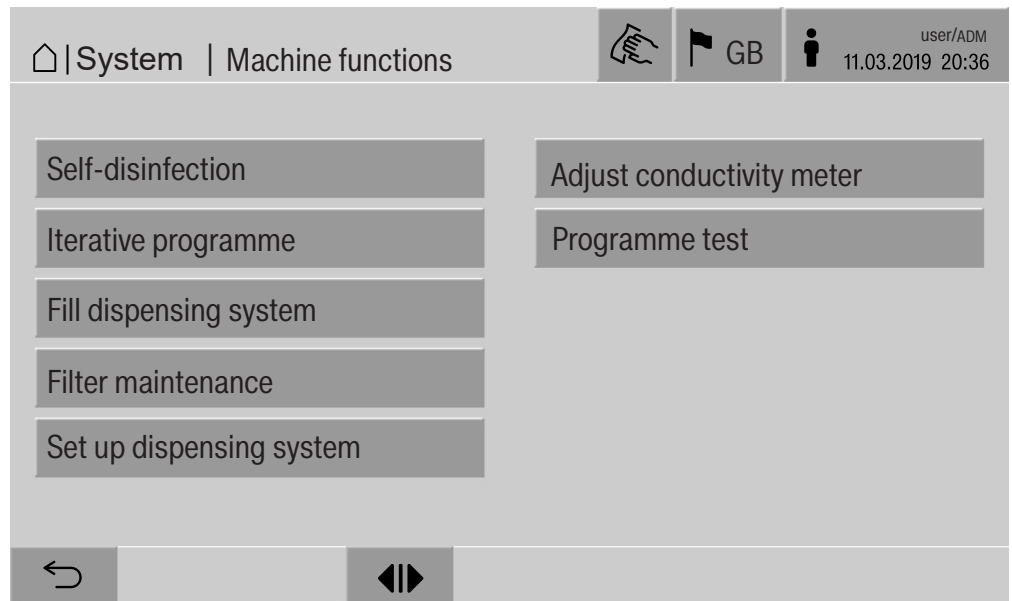 |System | Machine functions
GB
user/ADM
11.03.2019 20:36
Self-disinfection
Iterative programme
Fill dispensing system
Filter maintenance
Set up dispensing system
Adjust conductivity meter
Programme test